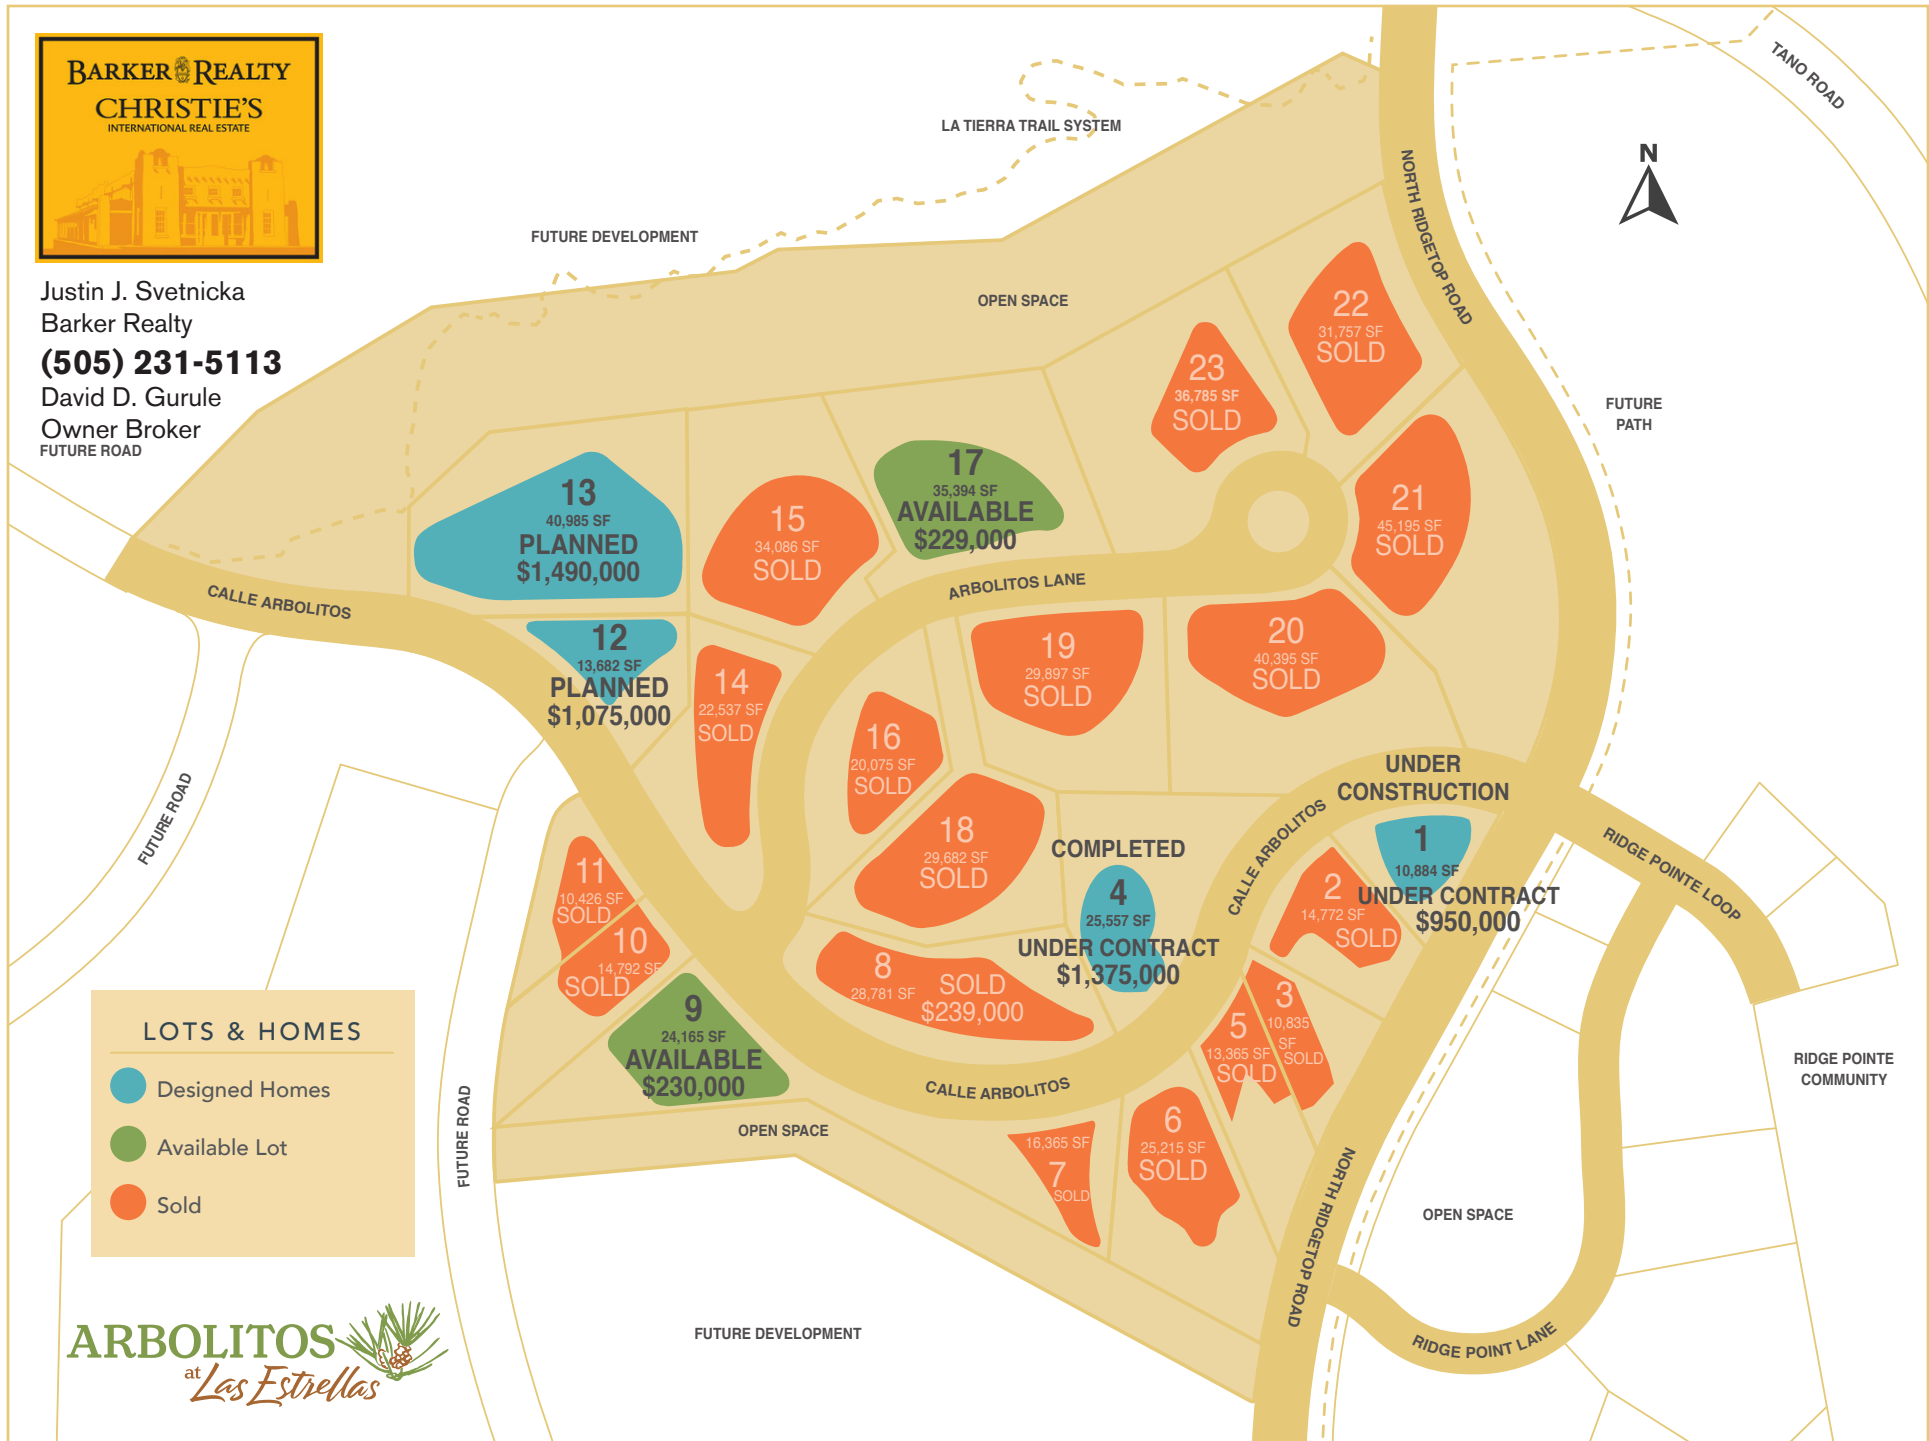 BARKER REALTY
CHRISTIE'S
INTERNATIONAL REAL ESTATE
Justin J. Svetnicka
Barker Realty
(505) 231-5113
David D. Gurule
Owner Broker
FUTURE ROAD
LA TIERRA TRAIL SYSTEM
FUTURE DEVELOPMENT
OPEN SPACE
NORTH RIDGETOP ROAD
TANO ROAD
N
FUTURE
PATH
22
31,757 SF
SOLD
23
36,785 SF
SOLD
21
45,195 SF
SOLD
17
35,394 SF
AVAILABLE
$229,000
13
40,985 SF
PLANNED
$1,490,000
15
34,086 SF
SOLD
CALLE ARBOLITOS
ARBOLITOS LANE
12
13,682 SF
PLANNED
$1,075,000
14
22,537 SF
SOLD
19
29,897 SF
SOLD
20
40,395 SF
SOLD
16
20,075 SF
SOLD
18
29,682 SF
SOLD
FUTURE ROAD
UNDER
CONSTRUCTION
1
10,884 SF
UNDER CONTRACT
$950,000
CALLE ARBOLITOS
RIDGE POINTE LOOP
2
14,772 SF
SOLD
COMPLETED
4
25,557 SF
UNDER CONTRACT
$1,375,000
11
10,426 SF
SOLD
10
14,792 SF
SOLD
8
28,781 SF
SOLD
$239,000
9
24,165 SF
AVAILABLE
$230,000
3
10,835
SF
SOLD
5
13,365 SF
SOLD
CALLE ARBOLITOS
6
25,215 SF
SOLD
16,365 SF
7
SOLD
OPEN SPACE
FUTURE ROAD
RIDGE POINTE
COMMUNITY
OPEN SPACE
NORTH RIDGETOP ROAD
RIDGE POINT LANE
FUTURE DEVELOPMENT
LOTS & HOMES
Designed Homes
Available Lot
Sold
ARBOLITOS
at Las Estrellas